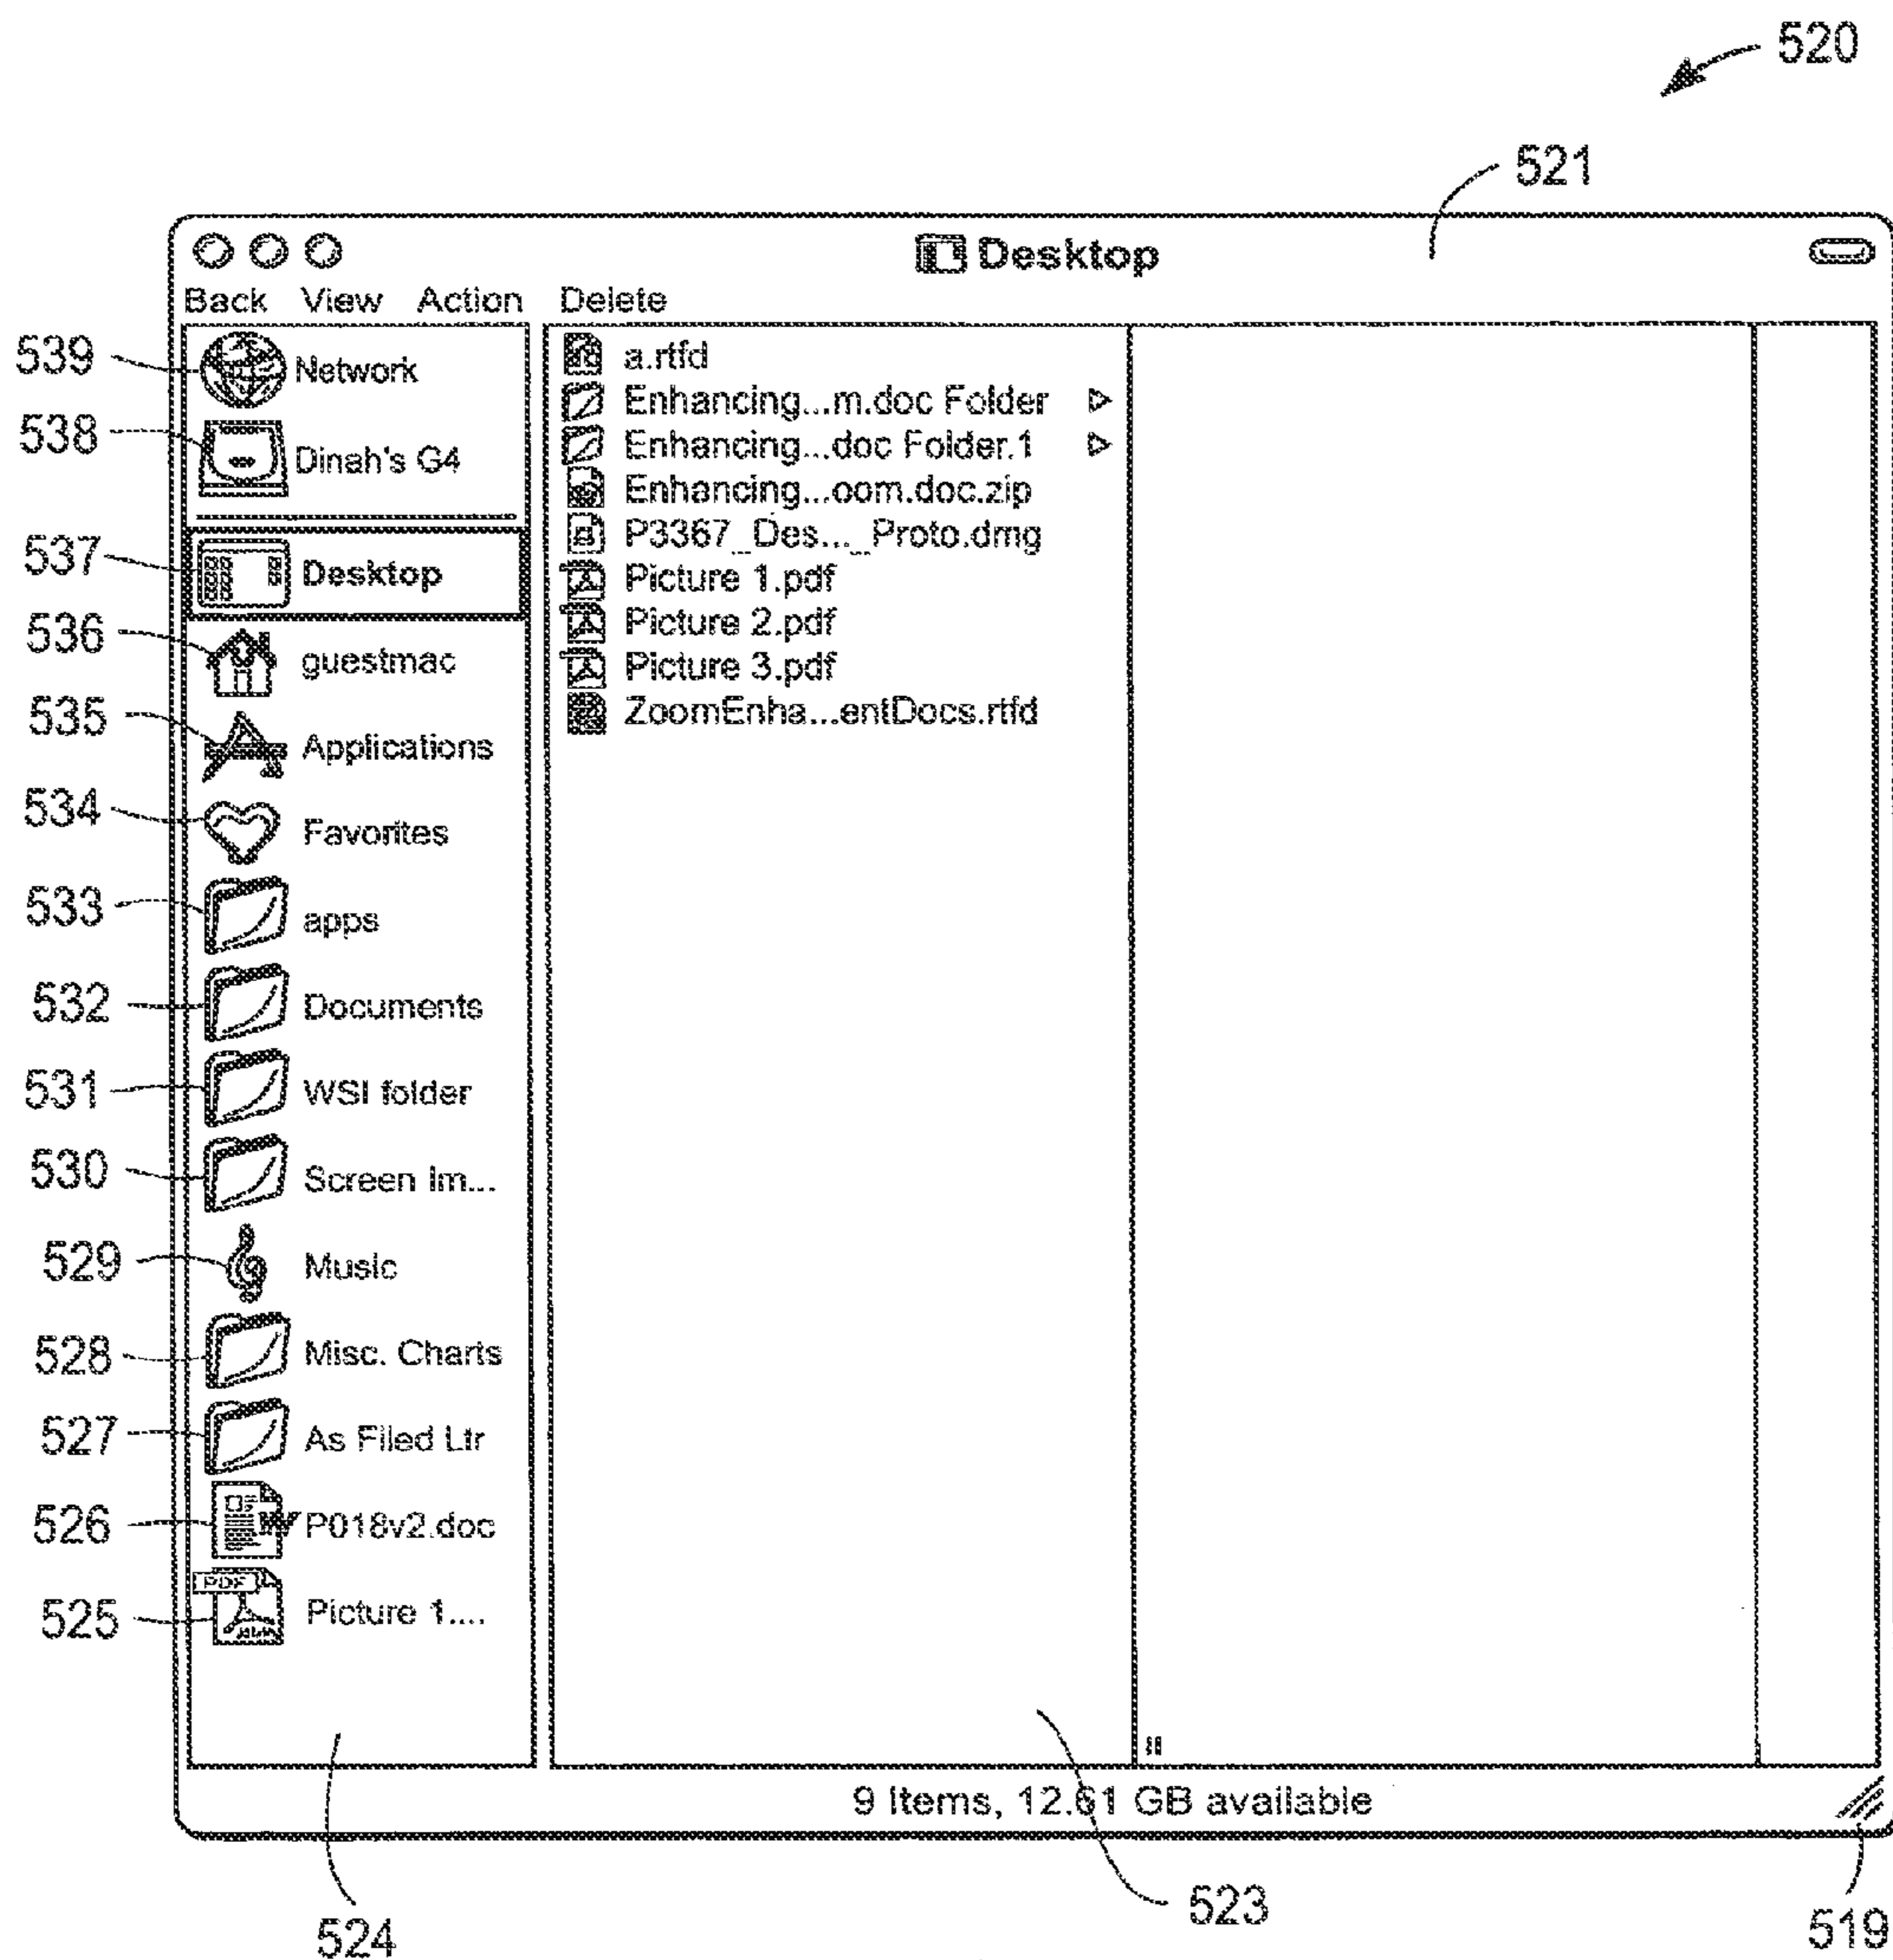 520
521
Desktop
Back View Action Delete
539 Network
538 Dinah's G4
537 Desktop
536 guestmac
535 Applications
534 Favorites
533 apps
532 Documents
531 WSI folder
530 Screen Im...
529 Music
528 Misc. Charts
527 As Filed Ltr
526 P018v2.doc
PDF
525 Picture 1....
a.rtfd
Enhancing...m.doc Folder
Enhancing...doc Folder.1
Enhancing...oom.doc.zip
P3367_Des..._Proto.dmg
Picture 1.pdf
Picture 2.pdf
Picture 3.pdf
ZoomEnha...entDocs.rtfd
9 Items, 12.61 GB available
524
523
519